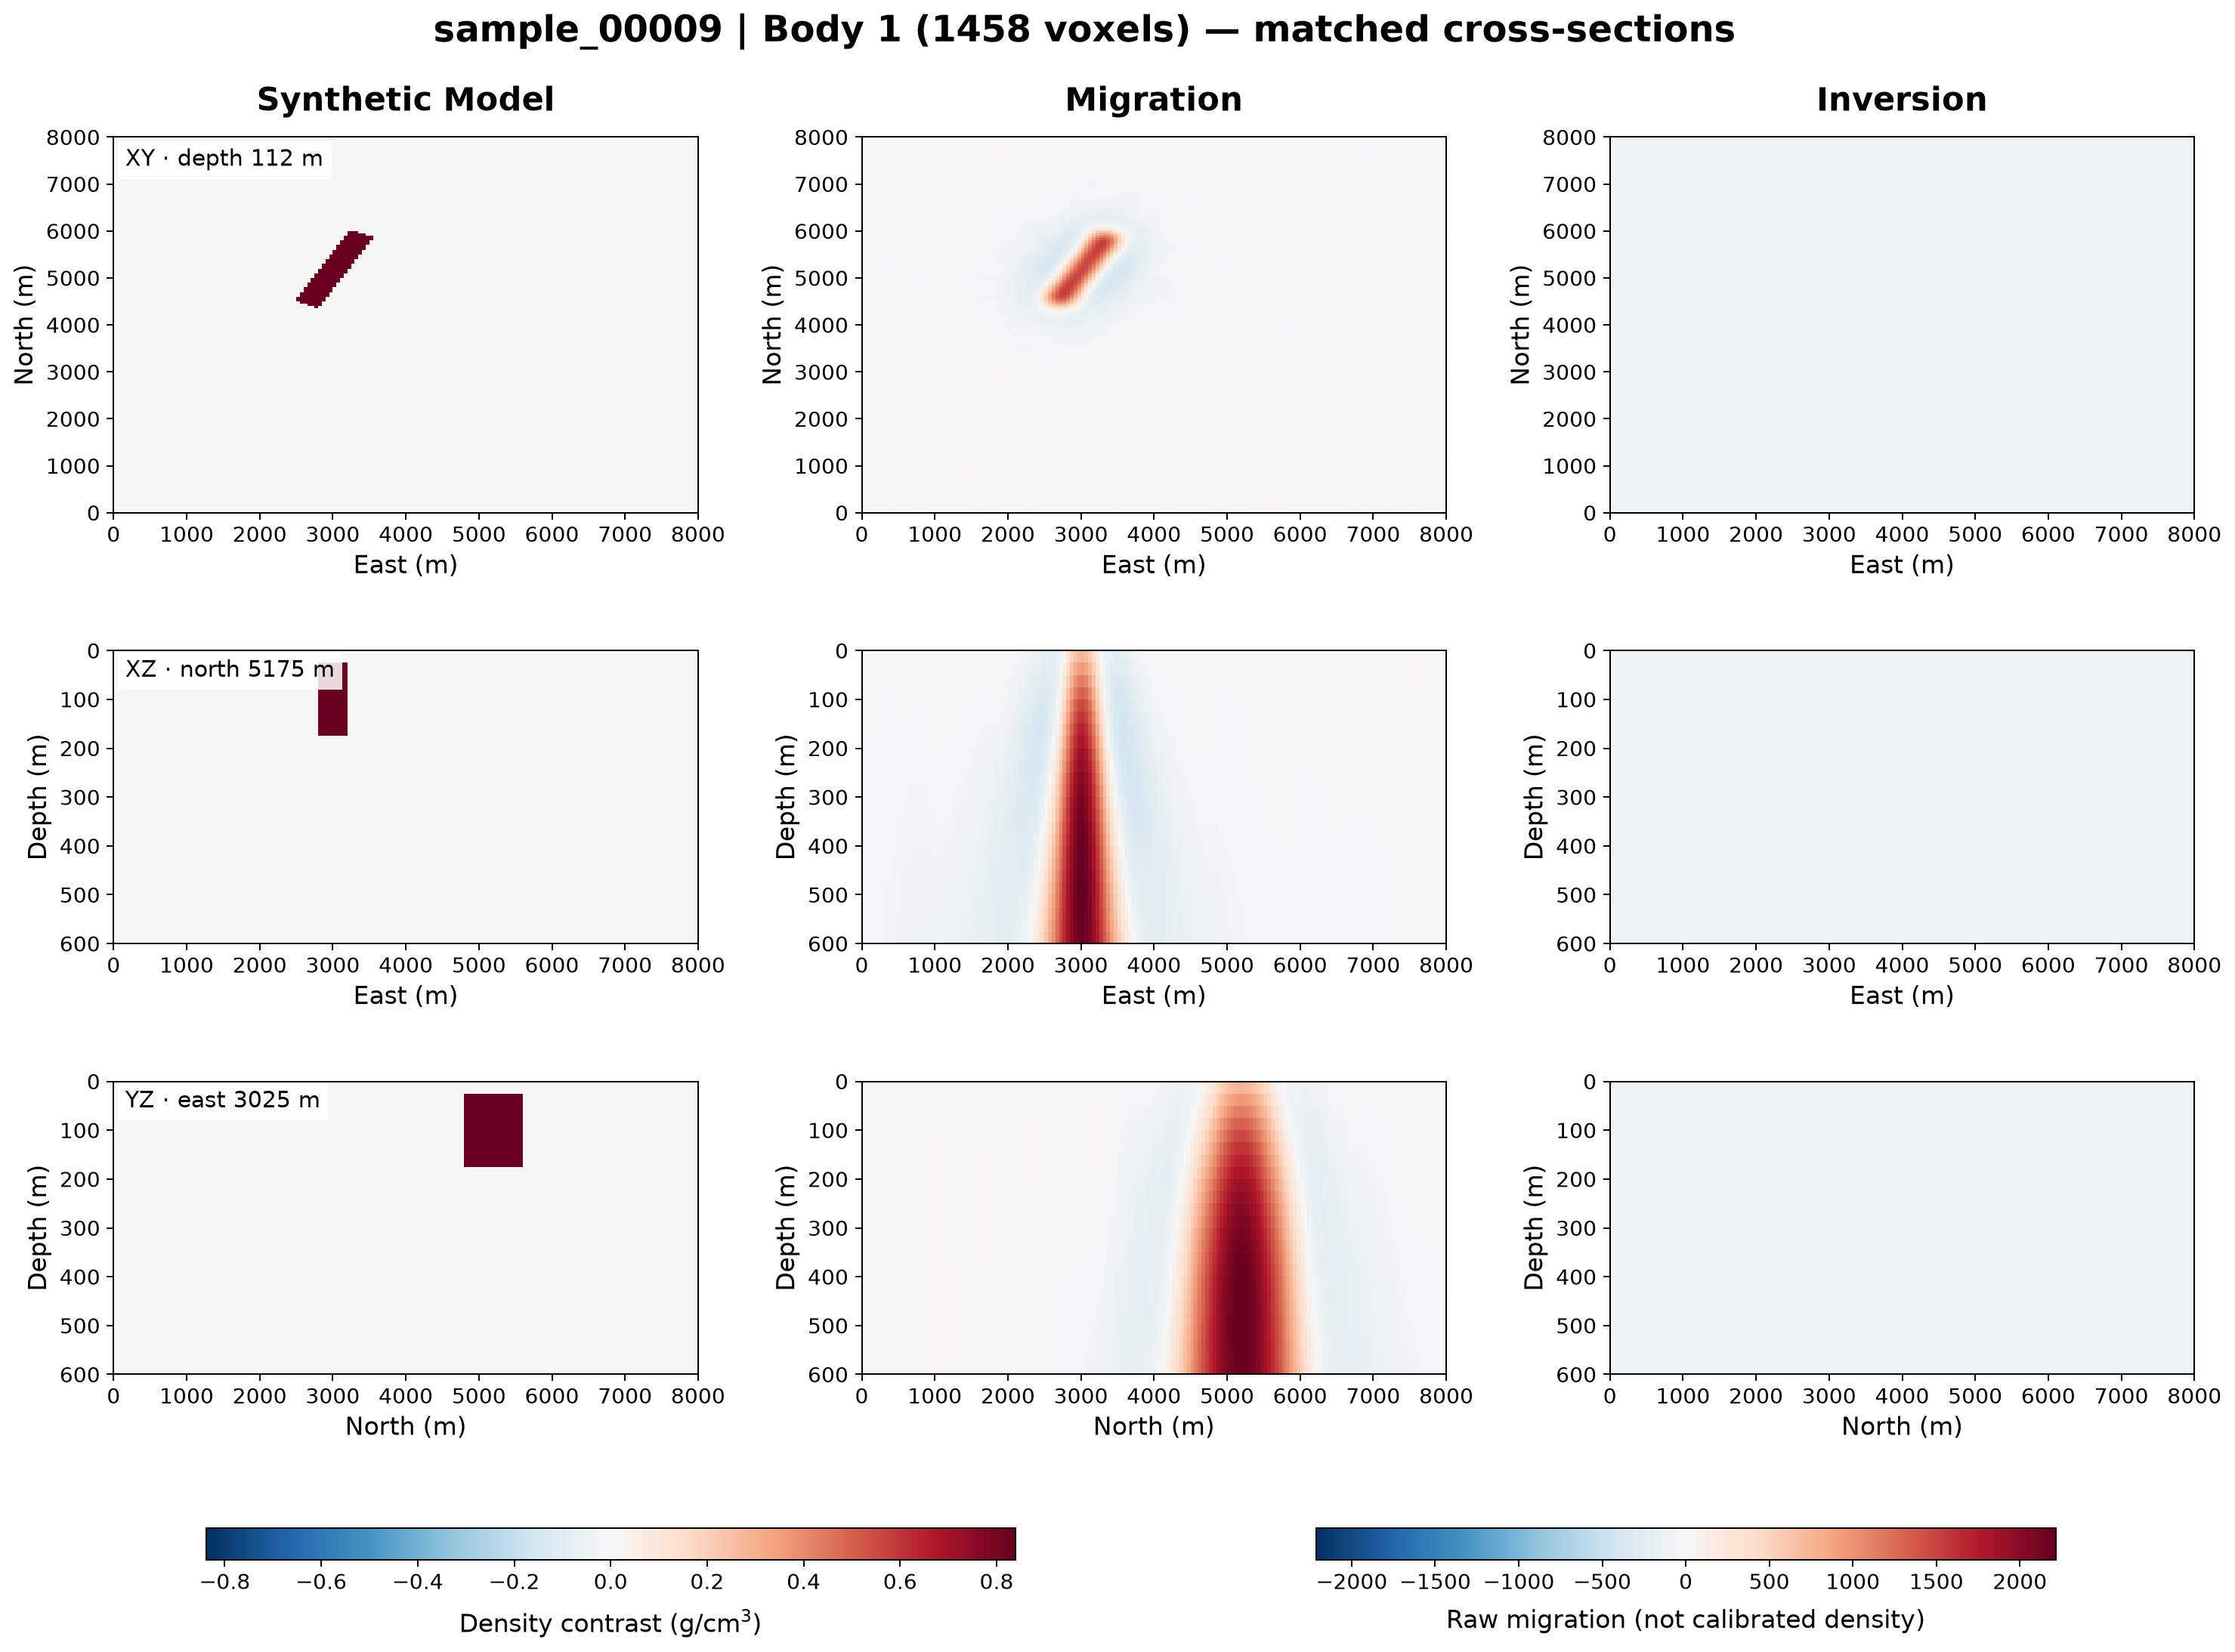 sample_00009 | Body 1 (1458 voxels) — matched cross-sections
Synthetic Model
Migration
Inversion
XY · depth 112 m
8000
7000
6000
5000
4000
3000
2000
1000
0
North (m)
0 1000 2000 3000 4000 5000 6000 7000 8000
East (m)
8000
7000
6000
5000
4000
3000
2000
1000
0
North (m)
0 1000 2000 3000 4000 5000 6000 7000 8000
East (m)
8000
7000
6000
5000
4000
3000
2000
1000
0
North (m)
0 1000 2000 3000 4000 5000 6000 7000 8000
East (m)
XZ · north 5175 m
0
100
200
300
400
500
600
Depth (m)
0 1000 2000 3000 4000 5000 6000 7000 8000
East (m)
0
100
200
300
400
500
600
Depth (m)
0 1000 2000 3000 4000 5000 6000 7000 8000
East (m)
0
100
200
300
400
500
600
Depth (m)
0 1000 2000 3000 4000 5000 6000 7000 8000
East (m)
YZ · east 3025 m
0
100
200
300
400
500
600
Depth (m)
0 1000 2000 3000 4000 5000 6000 7000 8000
North (m)
0
100
200
300
400
500
600
Depth (m)
0 1000 2000 3000 4000 5000 6000 7000 8000
North (m)
0
100
200
300
400
500
600
Depth (m)
0 1000 2000 3000 4000 5000 6000 7000 8000
North (m)
−0.8 −0.6 −0.4 −0.2 0.0 0.2 0.4 0.6 0.8
Density contrast (g/cm³)
−2000 −1500 −1000 −500 0 500 1000 1500 2000
Raw migration (not calibrated density)